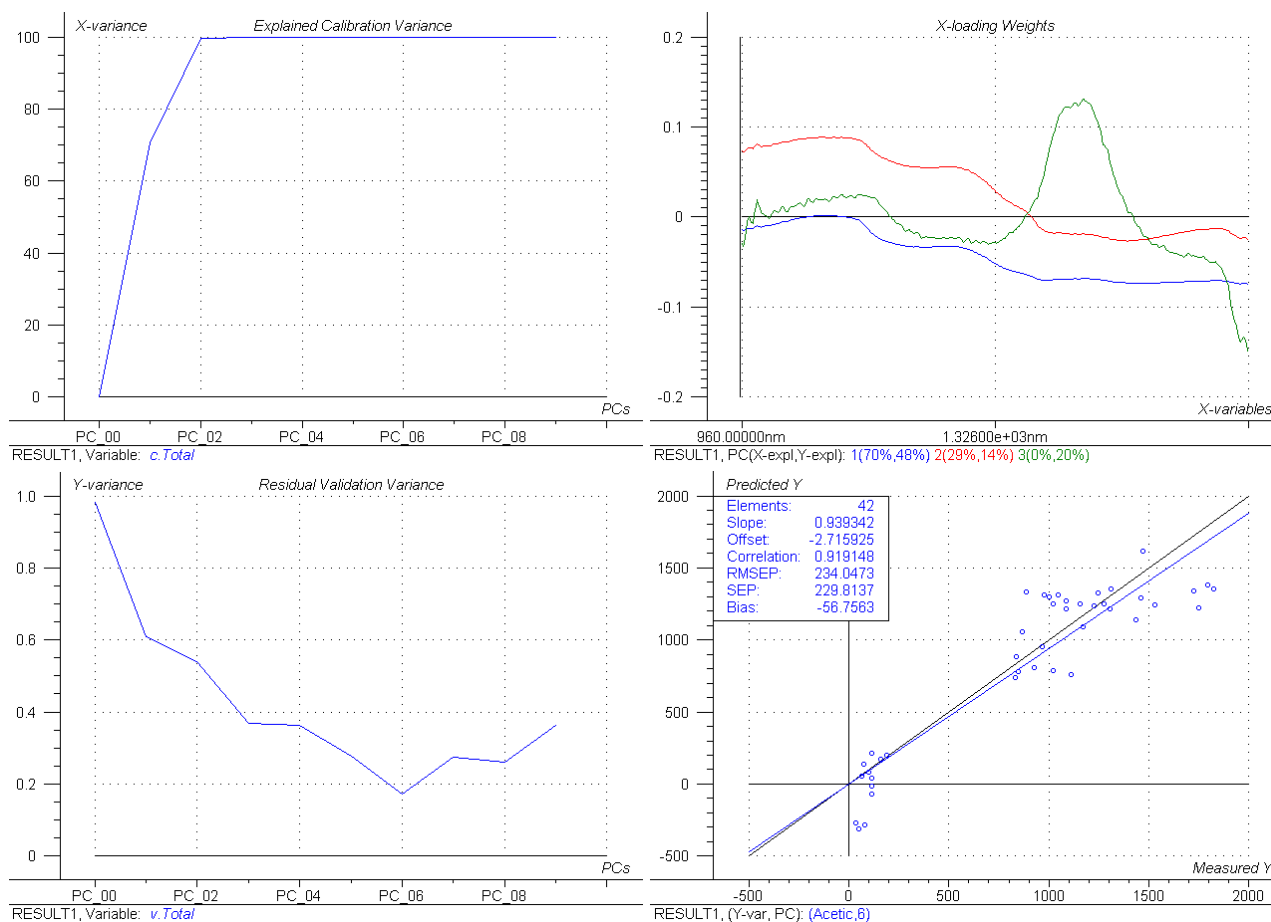 X-variance
Explained Calibration Variance
100
80
60
40
20
0
PCs
PC_00 PC_02 PC_04 PC_06 PC_08
RESULT1, Variable: c.Total
X-loading Weights
0.2
0.1
0
-0.1
-0.2
X-variables
960.00000nm 1.32600e+03nm
RESULT1, PC(X-expl,Y-expl): 1(70%,48%) 2(29%,14%) 3(0%,20%)
Y-variance
Residual Validation Variance
1.0
0.8
0.6
0.4
0.2
0
PCs
PC_00 PC_02 PC_04 PC_06 PC_08
RESULT1, Variable: v.Total
Predicted Y
2000
1500
1000
500
0
-500
Elements: 42
Slope: 0.939342
Offset: -2.715925
Correlation: 0.919148
RMSEP: 234.0473
SEP: 229.8137
Bias: -56.7563
Measured Y
-500 0 500 1000 1500 2000
RESULT1, (Y-var, PC): (Acetic,6)